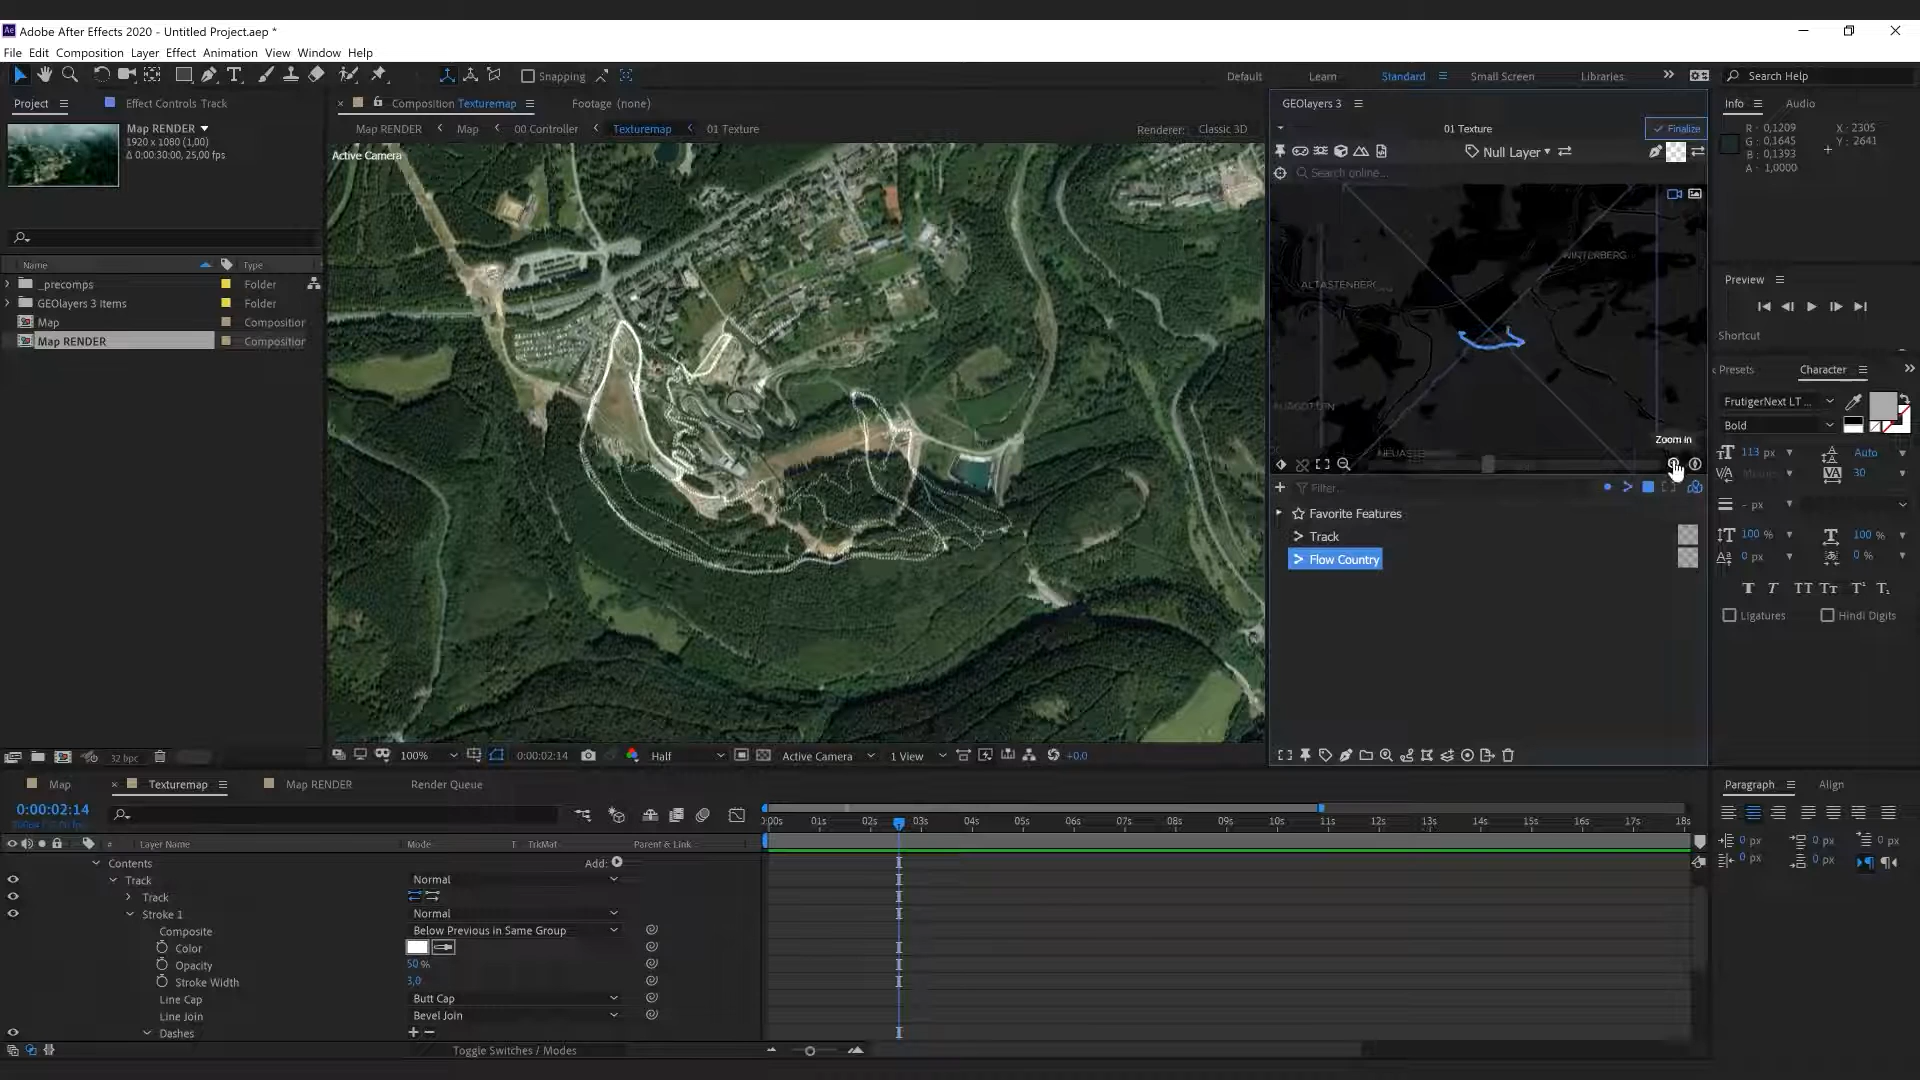 Adobe After Effects 2020 - Untitled Project.aep *
File Edit Composition Layer Effect Animation View Window Help
Snapping
Default Learn Standard Small Screen Libraries
Search Help
Project Effect Controls Track
Map RENDER
1920 x 1080 (1,00)
Δ 0:00:30:00, 25,00 fps
Name Type
_precomps Folder
GEOlayers 3 Items Folder
Map Composition
Map RENDER Composition
32 bpc
Composition Texturemap
Footage (none)
Map RENDER Map 00 Controller Texturemap 01 Texture
Renderer: Classic 3D
Active Camera
100% 0:00:02:14 Half Active Camera 1 View +0,0
GEOlayers 3
01 Texture
Finalize
Null Layer
Search online...
WINTERBERG
ALTASTENBERG
Zoom in
Filter...
Favorite Features
Track
Flow Country
Info Audio
R: 0,1209
G: 0,1645
B: 0,1393
A: 1,0000
X: 2305
Y: 2641
Preview
Shortcut
Presets Character
FrutigerNext LT ...
Bold
113 px Auto
30
- px
100 % 100 %
0 px 0 %
T T TT Tt T¹ T₁
Ligatures Hindi Digits
Paragraph Align
0 px 0 px 0 px
0 px 0 px
Map Texturemap Map RENDER Render Queue
0:00:02:14
Layer Name Mode T TrkMat Parent & Link
01s 02s 03s 04s 05s 06s 07s 08s 09s 10s 11s 12s 13s 14s 15s 16s 17s 18s
Contents Add:
Track Normal
Track
Stroke 1 Normal
Composite Below Previous in Same Group
Color
Opacity 50 %
Stroke Width 3,0
Line Cap Butt Cap
Line Join Bevel Join
Dashes + −
Toggle Switches / Modes